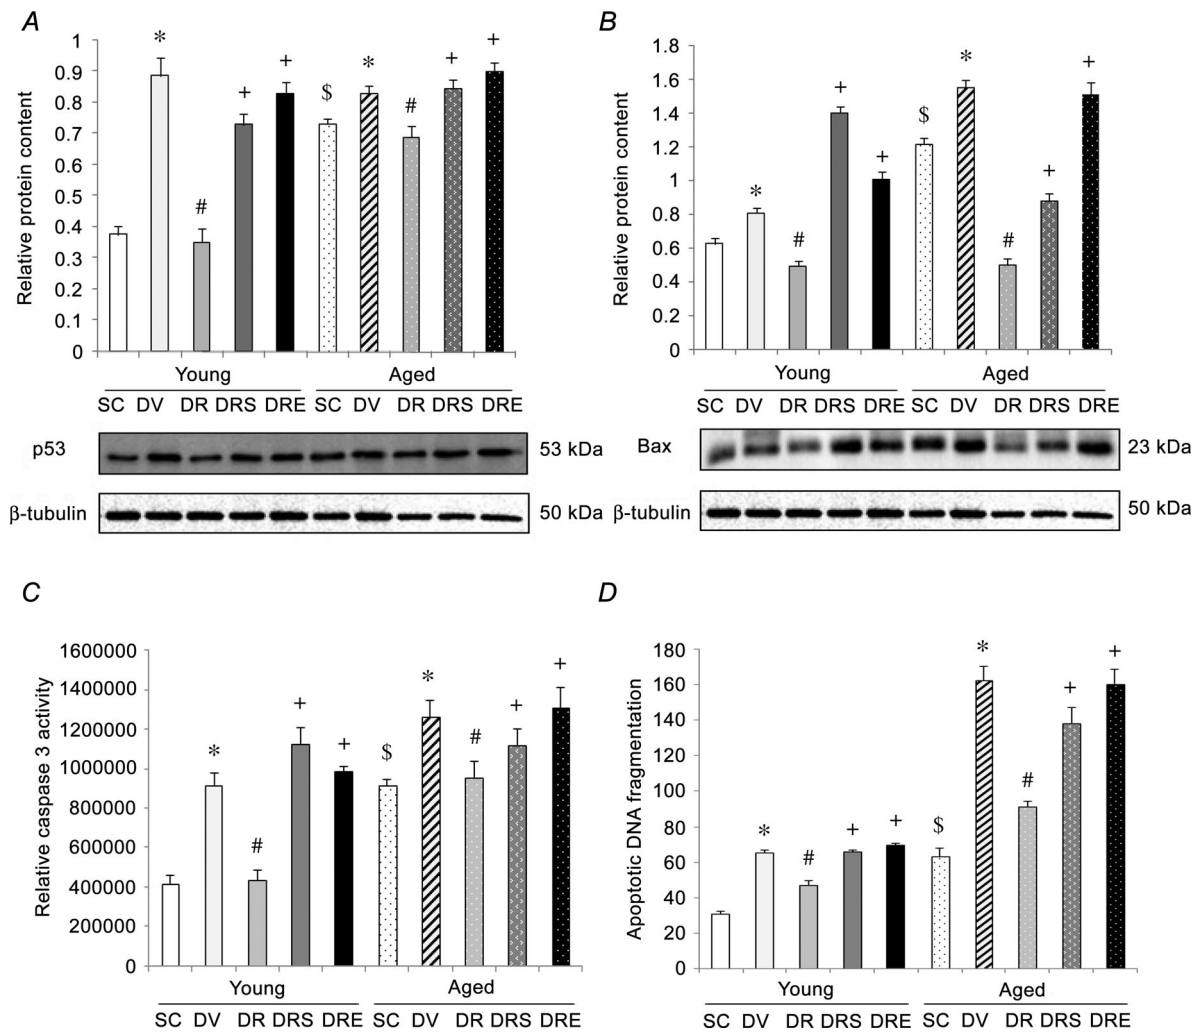 A
Relative protein content
1
0.9
0.8
0.7
0.6
0.5
0.4
0.3
0.2
0.1
0
* # + + $ * # + +
Young Aged
SC DV DR DRS DRE SC DV DR DRS DRE
p53 53 kDa
β-tubulin 50 kDa
B
Relative protein content
1.8
1.6
1.4
1.2
1
0.8
0.6
0.4
0.2
0
* # + + $ * # + +
Young Aged
SC DV DR DRS DRE SC DV DR DRS DRE
Bax 23 kDa
β-tubulin 50 kDa
C
Relative caspase 3 activity
1600000
1400000
1200000
1000000
800000
600000
400000
200000
0
* # + + $ * # + +
Young Aged
SC DV DR DRS DRE SC DV DR DRS DRE
D
Apoptotic DNA fragmentation
180
160
140
120
100
80
60
40
20
0
* # + + $ * # + +
Young Aged
SC DV DR DRS DRE SC DV DR DRS DRE